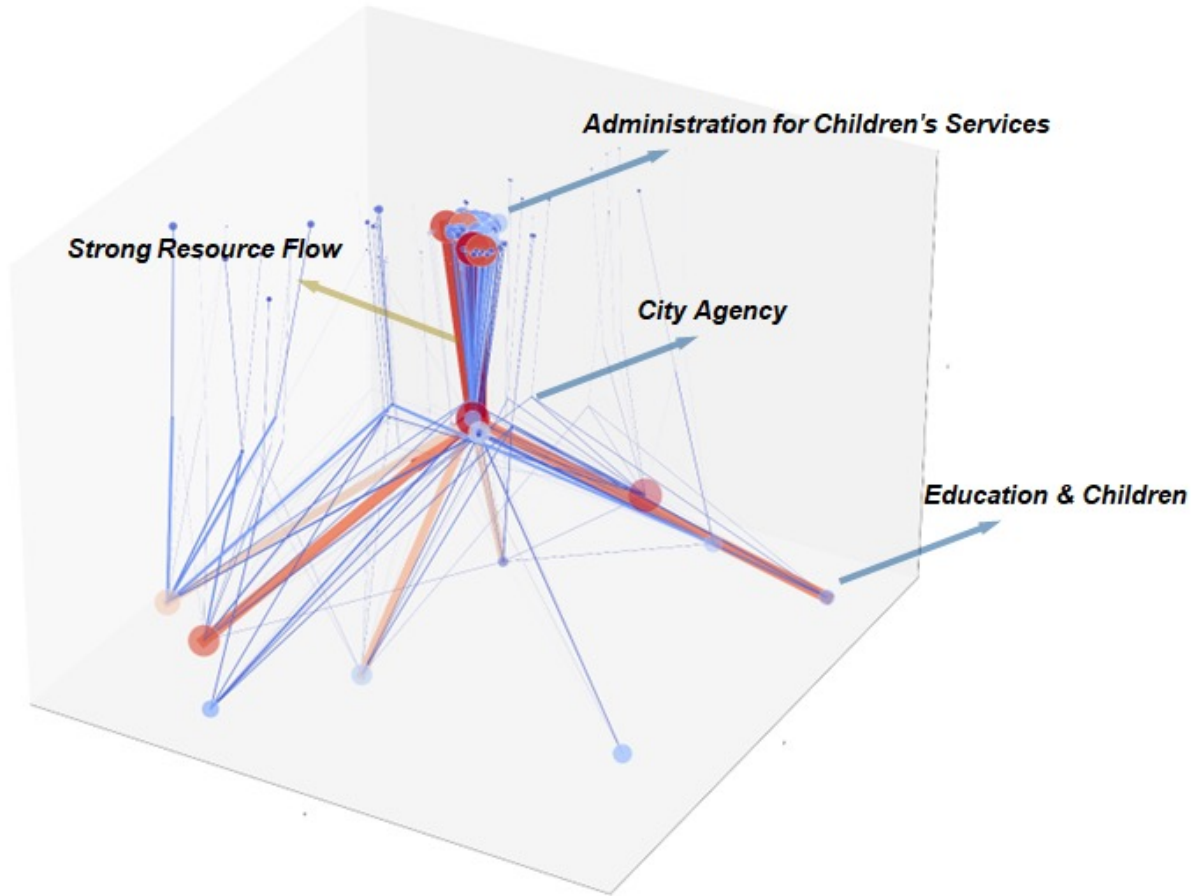 Administration for Children's Services
Strong Resource Flow
City Agency
Education & Children